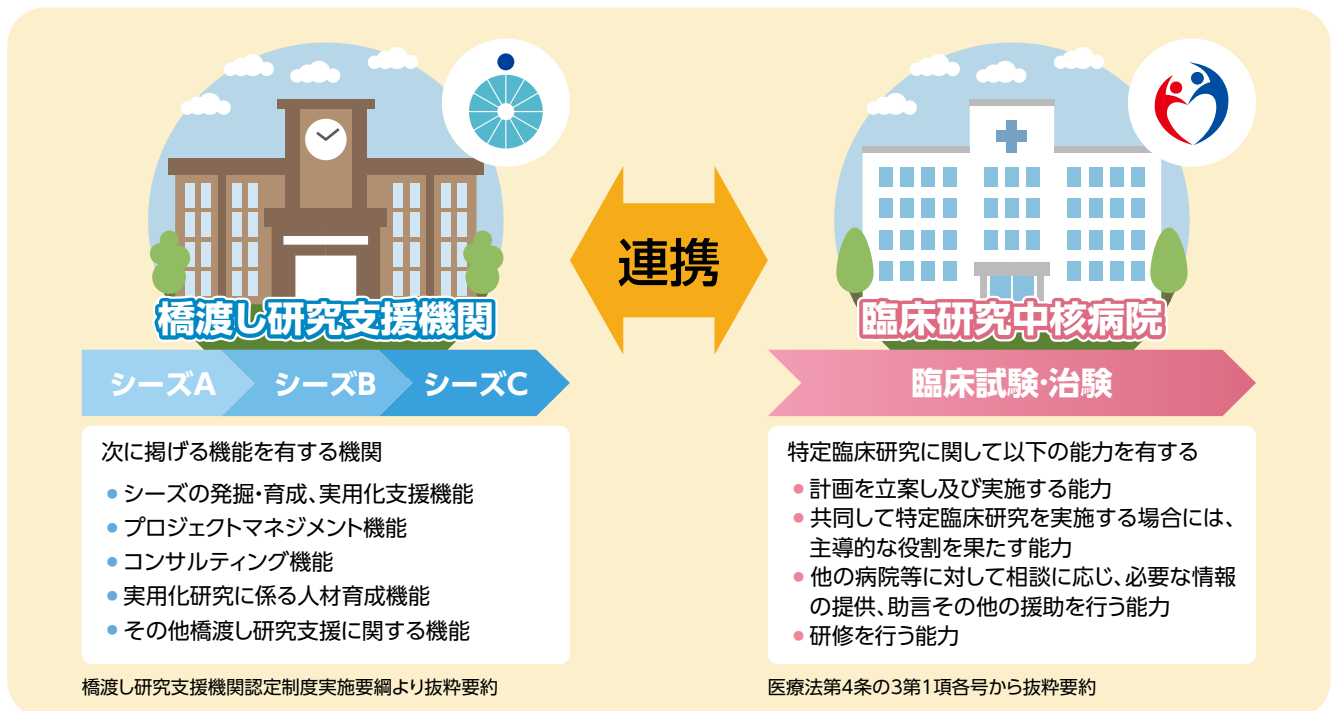 連携
橋渡し研究支援機関
シーズA
シーズB
シーズC
次に掲げる機能を有する機関
● シーズの発掘・育成、実用化支援機能
● プロジェクトマネジメント機能
● コンサルティング機能
● 実用化研究に係る人材育成機能
● その他橋渡し研究支援に関する機能
橋渡し研究支援機関認定制度実施要綱より抜粋要約
臨床研究中核病院
臨床試験・治験
特定臨床研究に関して以下の能力を有する
● 計画を立案し及び実施する能力
● 共同して特定臨床研究を実施する場合には、
主導的な役割を果たす能力
● 他の病院等に対して相談に応じ、必要な情報
の提供、助言その他の援助を行う能力
● 研修を行う能力
医療法第4条の3第1項各号から抜粋要約